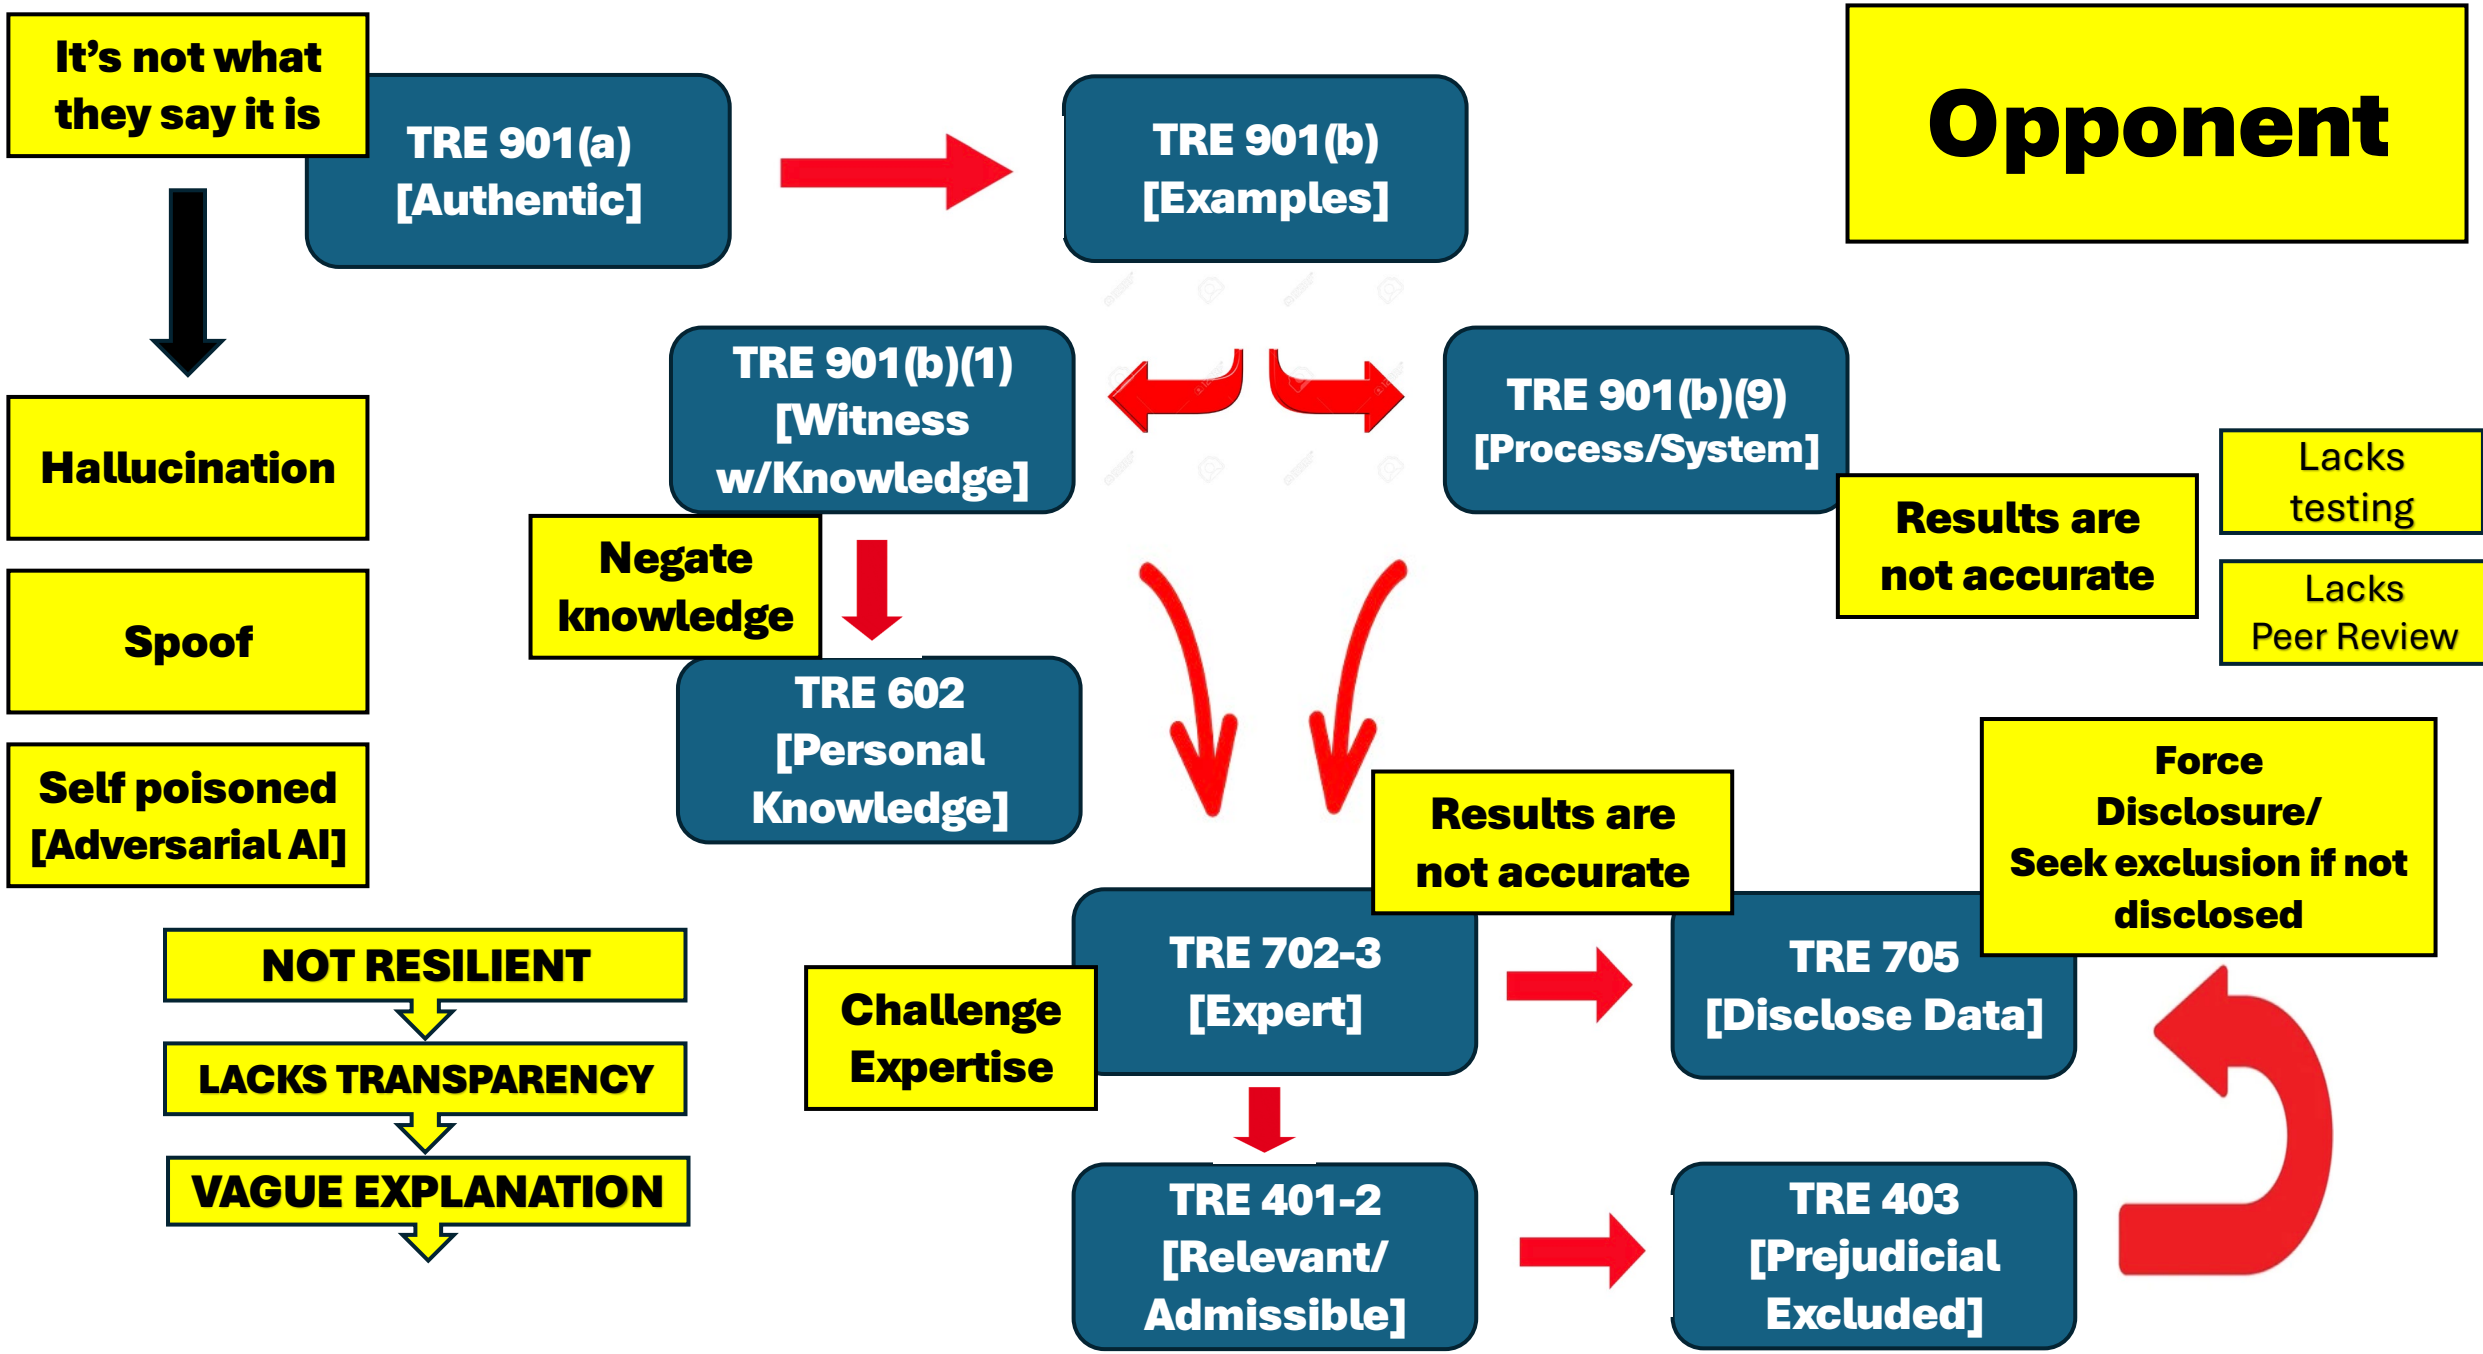 It’s not what
they say it is
TRE 901(a)
[Authentic]
TRE 901(b)
[Examples]
Opponent
TRE 901(b)(1)
[Witness
w/Knowledge]
TRE 901(b)(9)
[Process/System]
Lacks
testing
Results are
not accurate
Lacks
Peer Review
Hallucination
Negate
knowledge
Spoof
TRE 602
[Personal
Knowledge]
Self poisoned
[Adversarial AI]
Results are
not accurate
Force
Disclosure/
Seek exclusion if not
disclosed
NOT RESILIENT
LACKS TRANSPARENCY
VAGUE EXPLANATION
Challenge
Expertise
TRE 702-3
[Expert]
TRE 705
[Disclose Data]
TRE 401-2
[Relevant/
Admissible]
TRE 403
[Prejudicial
Excluded]